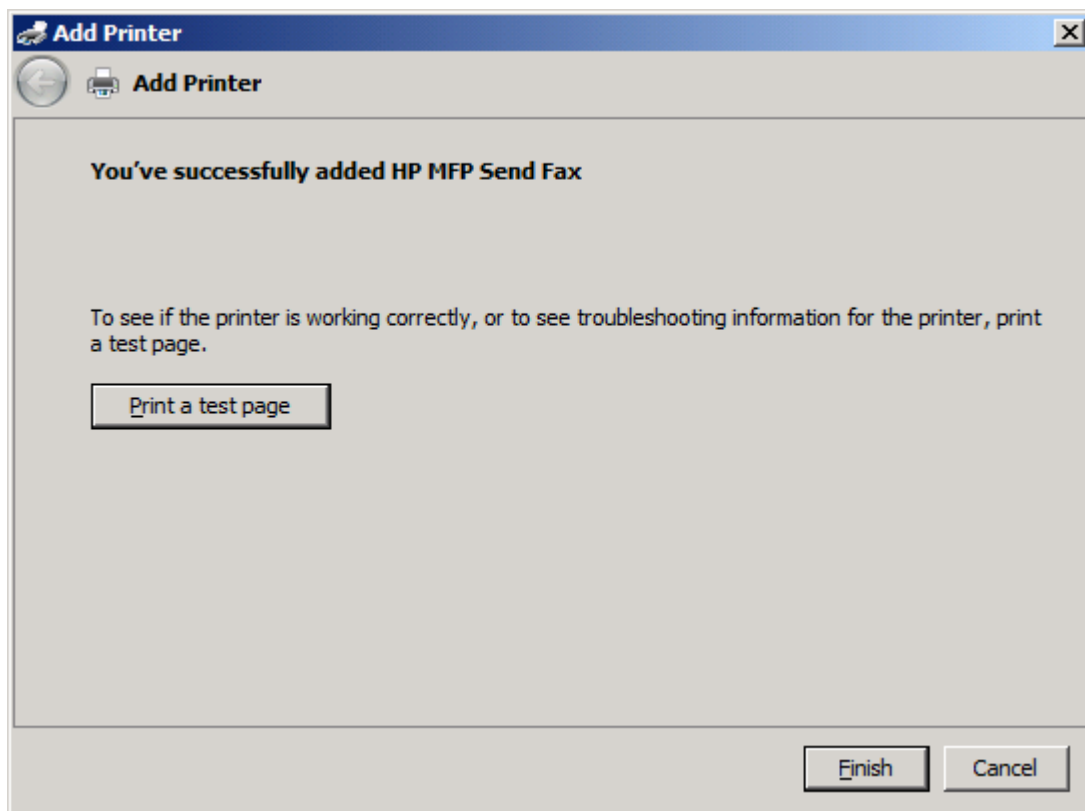 Add Printer
Add Printer
You've successfully added HP MFP Send Fax
To see if the printer is working correctly, or to see troubleshooting information for the printer, print
a test page.
Print a test page
Finish
Cancel